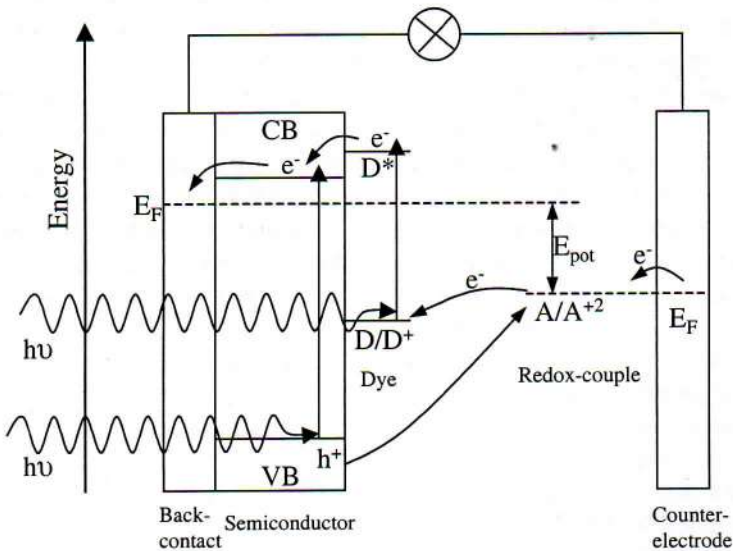 Energy
CB
e⁻
e⁻
D*
E_F
E_pot
e⁻
e⁻
hυ
D/D⁺
A/A⁺²
E_F
Dye
Redox-couple
hυ
h⁺
VB
Back-
contact
Semiconductor
Counter-
electrode